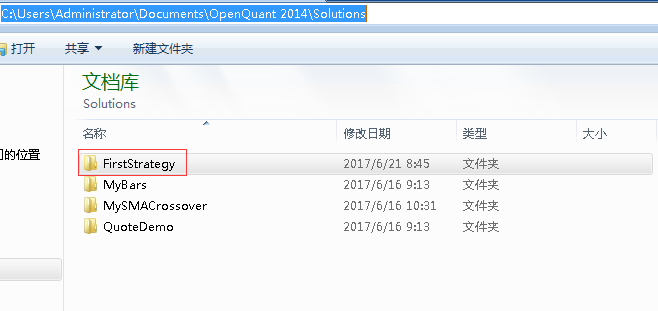 C:\Users\Administrator\Documents\OpenQuant 2014\Solutions
打开 共享 新建文件夹
文档库
Solutions
名称 修改日期 类型 大小
的位置
FirstStrategy 2017/6/21 8:45 文件夹
MyBars 2017/6/16 9:13 文件夹
MySMACrossover 2017/6/16 10:31 文件夹
QuoteDemo 2017/6/16 9:13 文件夹